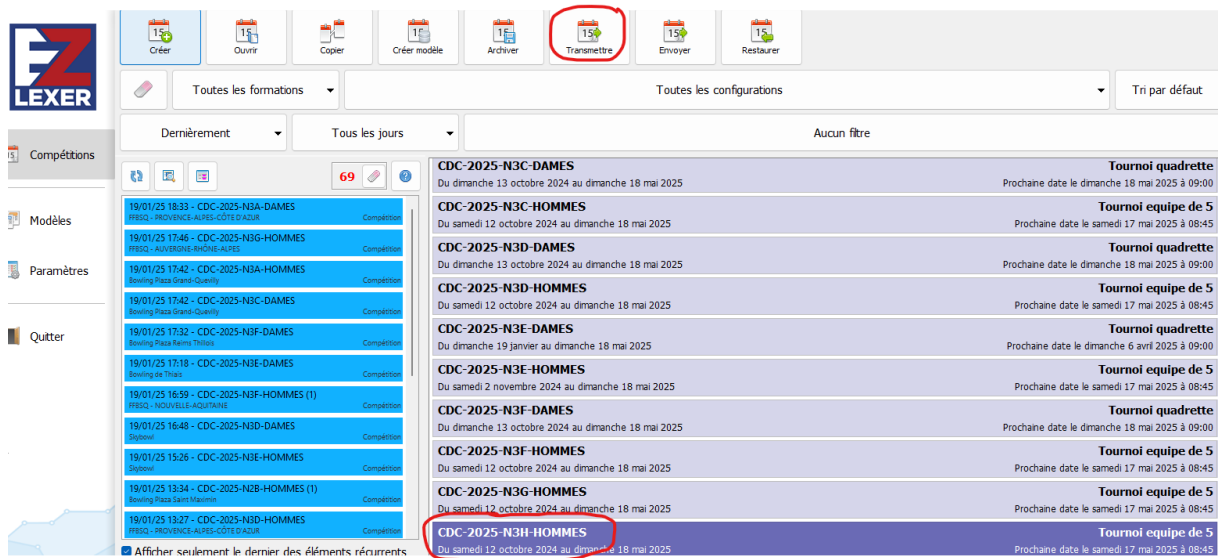 Créer
Ouvrir
Copier
Créer modèle
Archiver
Transmettre
Envoyer
Restaurer
EZ
LEXER
Toutes les formations
Toutes les configurations
Tri par défaut
Dernièrement
Tous les jours
Aucun filtre
Compétitions
Modèles
Paramètres
Quitter
69
19/01/25 18:33 - CDC-2025-N3A-DAMES
FFBSQ - PROVENCE-ALPES-CÔTE D'AZUR Compétition
19/01/25 17:46 - CDC-2025-N3G-HOMMES
FFBSQ - AUVERGNE-RHÔNE-ALPES Compétition
19/01/25 17:42 - CDC-2025-N3A-HOMMES
Bowling Plaza Grand-Quevilly Compétition
19/01/25 17:42 - CDC-2025-N3C-DAMES
Bowling Plaza Grand-Quevilly Compétition
19/01/25 17:32 - CDC-2025-N3F-DAMES
Bowling Plaza Reims Thillois Compétition
19/01/25 17:18 - CDC-2025-N3E-DAMES
Bowling de Thiais Compétition
19/01/25 16:59 - CDC-2025-N3F-HOMMES (1)
FFBSQ - NOUVELLE-AQUITAINE Compétition
19/01/25 16:48 - CDC-2025-N3D-DAMES
Skybowl Compétition
19/01/25 15:26 - CDC-2025-N3E-HOMMES
Skybowl Compétition
19/01/25 13:34 - CDC-2025-N2B-HOMMES (1)
Bowling Plaza Saint Maximin Compétition
19/01/25 13:27 - CDC-2025-N3D-HOMMES
FFBSQ - PROVENCE-ALPES-CÔTE D'AZUR Compétition
Afficher seulement le dernier des éléments récurrents
CDC-2025-N3C-DAMES Tournoi quadrette
Du dimanche 13 octobre 2024 au dimanche 18 mai 2025 Prochaine date le dimanche 18 mai 2025 à 09:00
CDC-2025-N3C-HOMMES Tournoi equipe de 5
Du samedi 12 octobre 2024 au dimanche 18 mai 2025 Prochaine date le samedi 17 mai 2025 à 08:45
CDC-2025-N3D-DAMES Tournoi quadrette
Du dimanche 13 octobre 2024 au dimanche 18 mai 2025 Prochaine date le dimanche 18 mai 2025 à 09:00
CDC-2025-N3D-HOMMES Tournoi equipe de 5
Du samedi 12 octobre 2024 au dimanche 18 mai 2025 Prochaine date le samedi 17 mai 2025 à 08:45
CDC-2025-N3E-DAMES Tournoi quadrette
Du dimanche 19 janvier au dimanche 18 mai 2025 Prochaine date le dimanche 6 avril 2025 à 09:00
CDC-2025-N3E-HOMMES Tournoi equipe de 5
Du samedi 2 novembre 2024 au dimanche 18 mai 2025 Prochaine date le samedi 17 mai 2025 à 08:45
CDC-2025-N3F-DAMES Tournoi quadrette
Du dimanche 13 octobre 2024 au dimanche 18 mai 2025 Prochaine date le dimanche 18 mai 2025 à 09:00
CDC-2025-N3F-HOMMES Tournoi equipe de 5
Du samedi 12 octobre 2024 au dimanche 18 mai 2025 Prochaine date le samedi 17 mai 2025 à 08:45
CDC-2025-N3G-HOMMES Tournoi equipe de 5
Du samedi 12 octobre 2024 au dimanche 18 mai 2025 Prochaine date le samedi 17 mai 2025 à 08:45
CDC-2025-N3H-HOMMES Tournoi equipe de 5
Du samedi 12 octobre 2024 au dimanche 18 mai 2025 Prochaine date le samedi 17 mai 2025 à 08:45